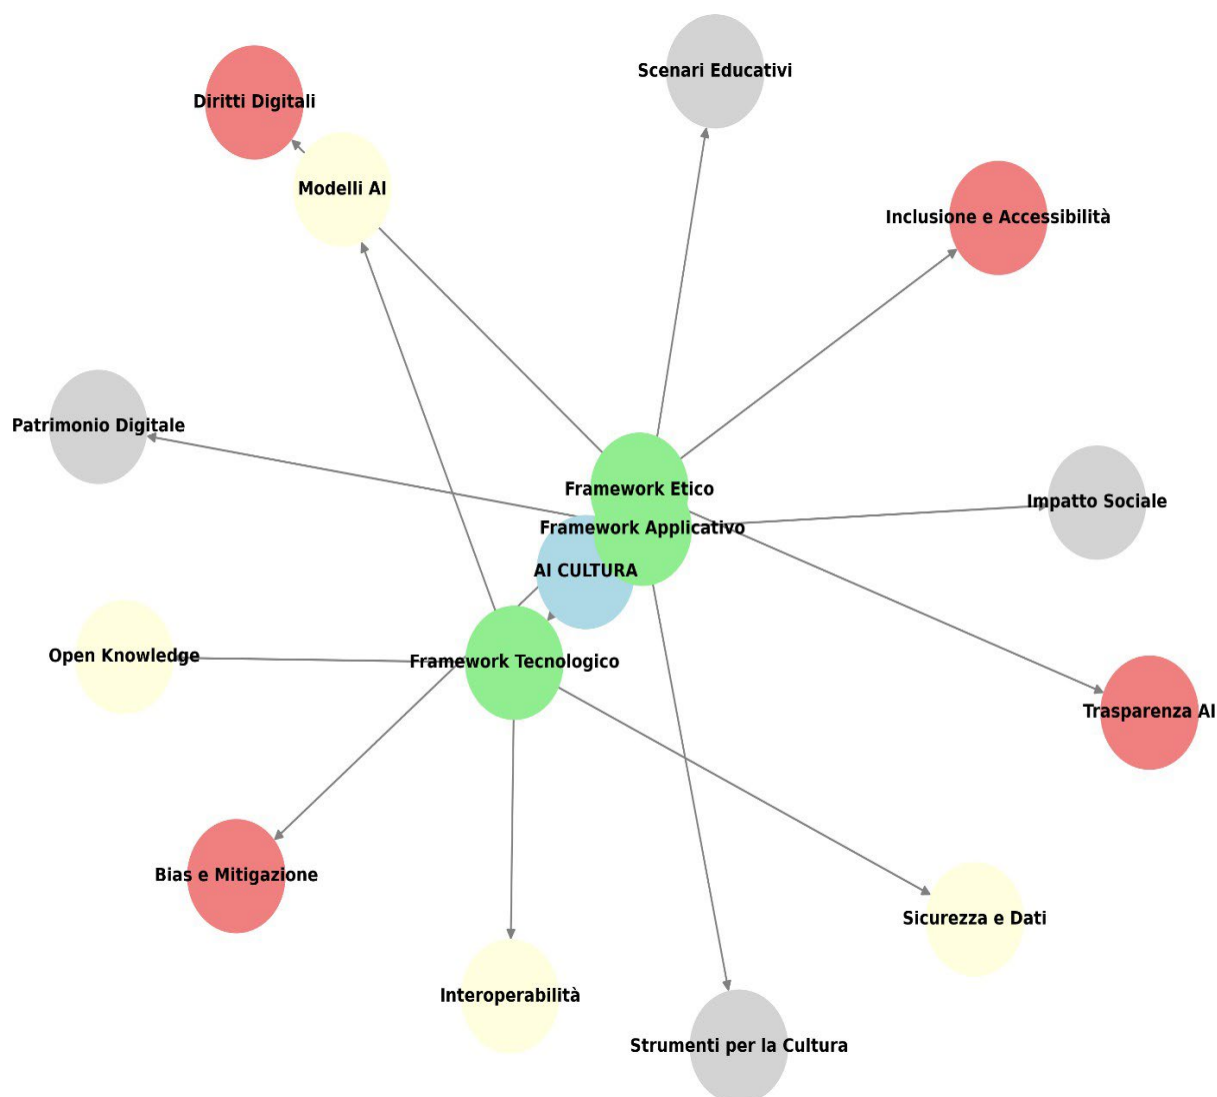 Scenari Educativi
Diritti Digitali
Modelli AI
Inclusione e Accessibilità
Patrimonio Digitale
Framework Etico
Impatto Sociale
Framework Applicativo
AI CULTURA
Open Knowledge
Framework Tecnologico
Trasparenza AI
Bias e Mitigazione
Sicurezza e Dati
Interoperabilità
Strumenti per la Cultura